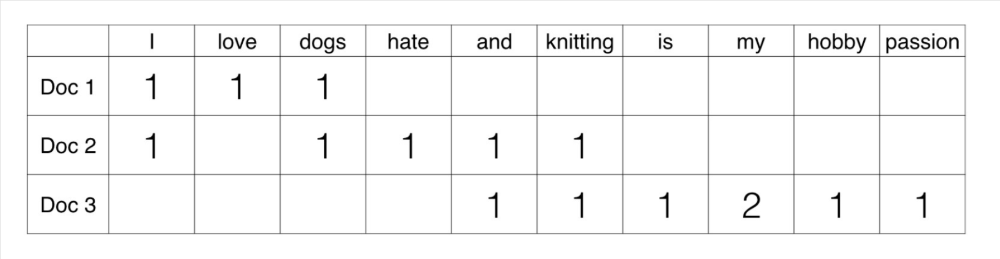 I love dogs hate and knitting is my hobby passion
Doc 1 1 1 1
Doc 2 1 1 1 1 1
Doc 3 1 1 1 2 1 1